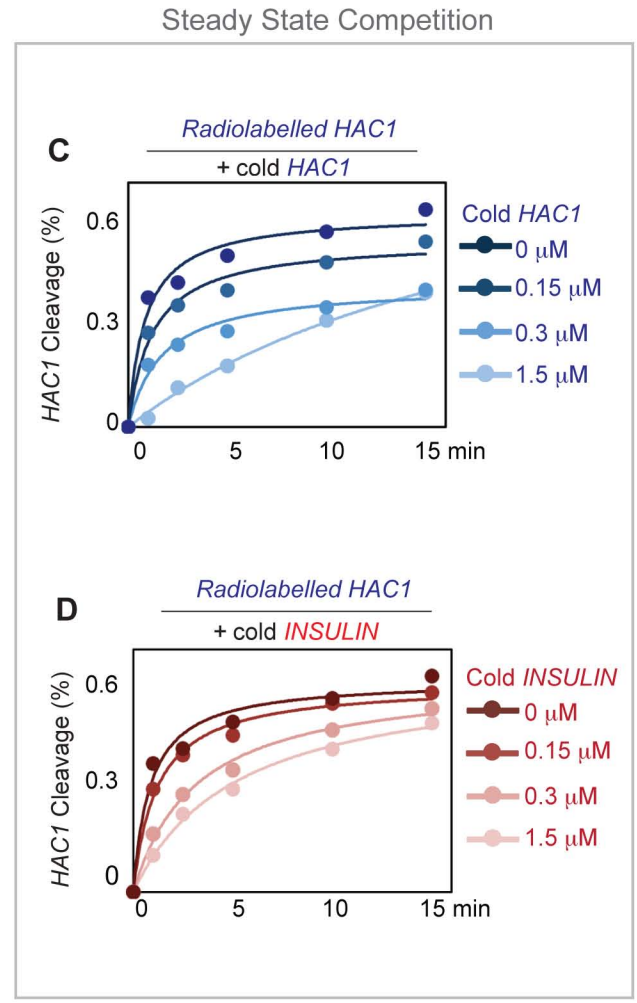 Steady State Competition
C
Radiolabelled HAC1
+ cold HAC1
HAC1 Cleavage (%)
0.6
0.3
0
0 5 10 15 min
Cold HAC1
0 μM
0.15 μM
0.3 μM
1.5 μM
D
Radiolabelled HAC1
+ cold INSULIN
HAC1 Cleavage (%)
0.6
0.3
0
0 5 10 15 min
Cold INSULIN
0 μM
0.15 μM
0.3 μM
1.5 μM